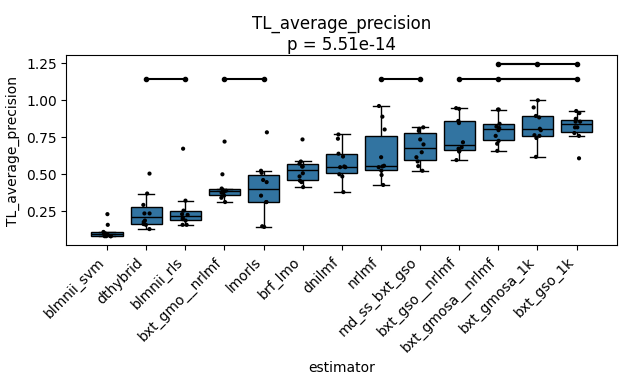 TL_average_precision
p = 5.51e-14
TL_average_precision
1.25
1.00
0.75
0.50
0.25
blmnii_svm
dthybrid
blmnii_rls
bxt_gmo__nrlmf
lmorls
brf_lmo
dnilmf
nrlmf
md_ss_bxt_gso
bxt_gso__nrlmf
bxt_gmosa__nrlmf
bxt_gmosa_1k
bxt_gso_1k
estimator